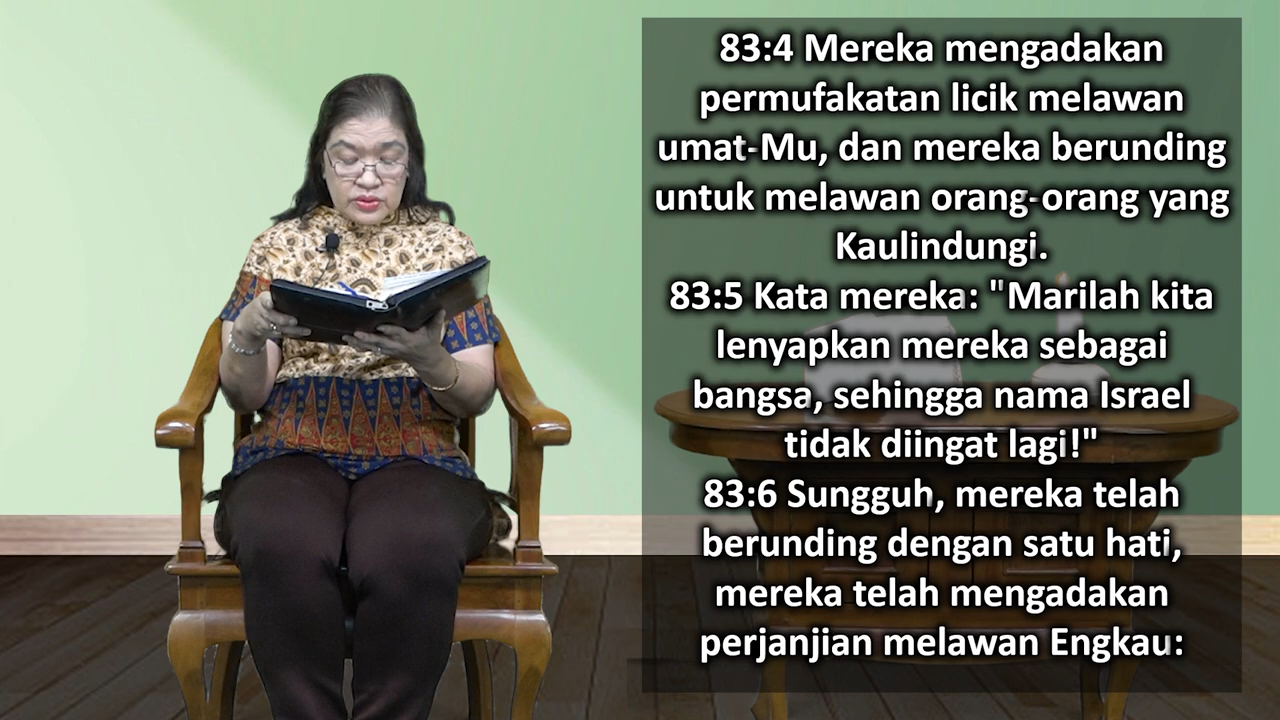 83:4 Mereka mengadakan
permufakatan licik melawan
umat-Mu, dan mereka berunding
untuk melawan orang-orang yang
Kaulindungi.
83:5 Kata mereka: "Marilah kita
lenyapkan mereka sebagai
bangsa, sehingga nama Israel
tidak diingat lagi!"
83:6 Sungguh, mereka telah
berunding dengan satu hati,
mereka telah mengadakan
perjanjian melawan Engkau: